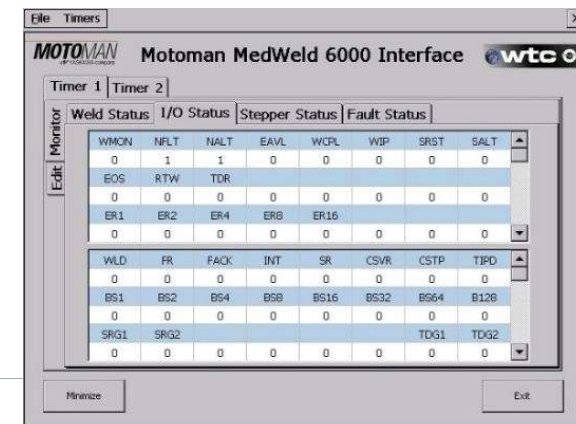 File Timers
MOTOMAN Motoman MedWeld 6000 Interface wtc
Timer 1 Timer 2
Monitor
Edit
Weld Status I/O Status Stepper Status Fault Status
WMON NFLT NALT EAVL WCPL WIP SRST SALT
0 1 1 0 0 0 0 0
EOS RTW TDR
0 0 0 0 0 0 0 0
ER1 ER2 ER4 ER8 ER16
0 0 0 0 0 0 0 0
WLD FR FACK INT SR CSVR CSTP TIPD
0 0 0 0 0 0 0 0
BS1 BS2 BS4 BS8 BS16 BS32 BS64 B128
0 0 0 0 0 0 0 0
SRG1 SRG2 TDG1 TDG2
0 0 0 0 0 0 0 0
Minimize Exit